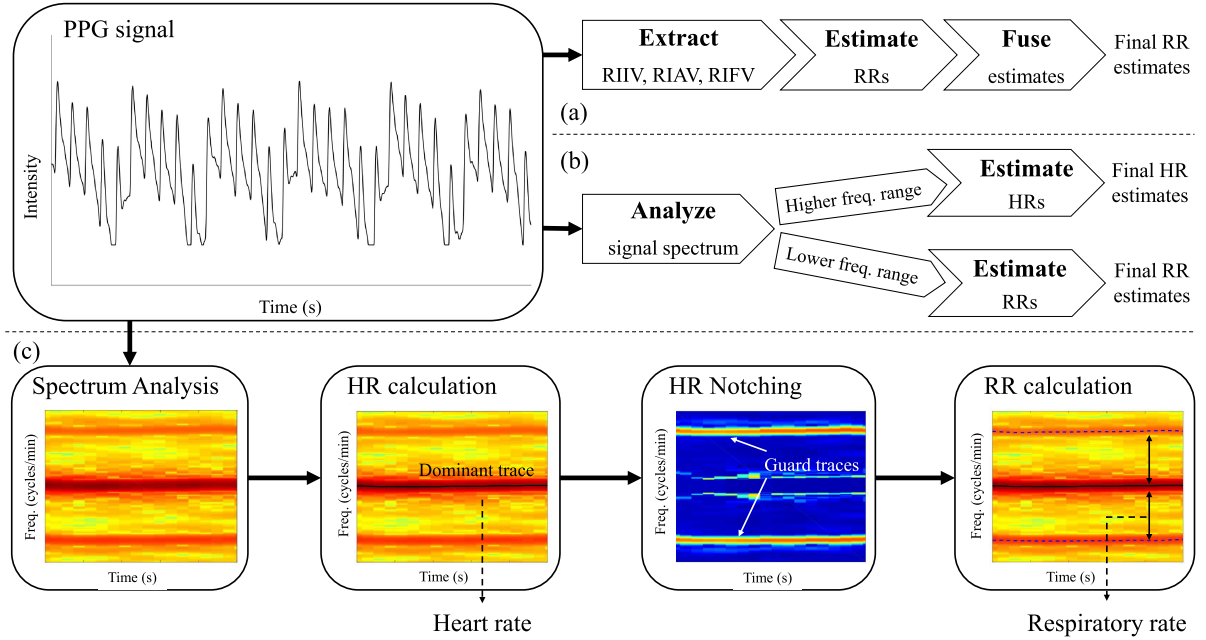 PPG signal
Intensity
Time (s)
Extract
RIIV, RIAV, RIFV
Estimate
RRs
Fuse
estimates
Final RR
estimates
(a)
(b)
Analyze
signal spectrum
Higher freq. range
Estimate
HRs
Final HR
estimates
Lower freq. range
Estimate
RRs
Final RR
estimates
(c)
Spectrum Analysis
Freq. (cycles/min)
Time (s)
HR calculation
Freq. (cycles/min)
Dominant trace
Time (s)
Heart rate
HR Notching
Freq. (cycles/min)
Guard traces
Time (s)
RR calculation
Freq. (cycles/min)
Time (s)
Respiratory rate